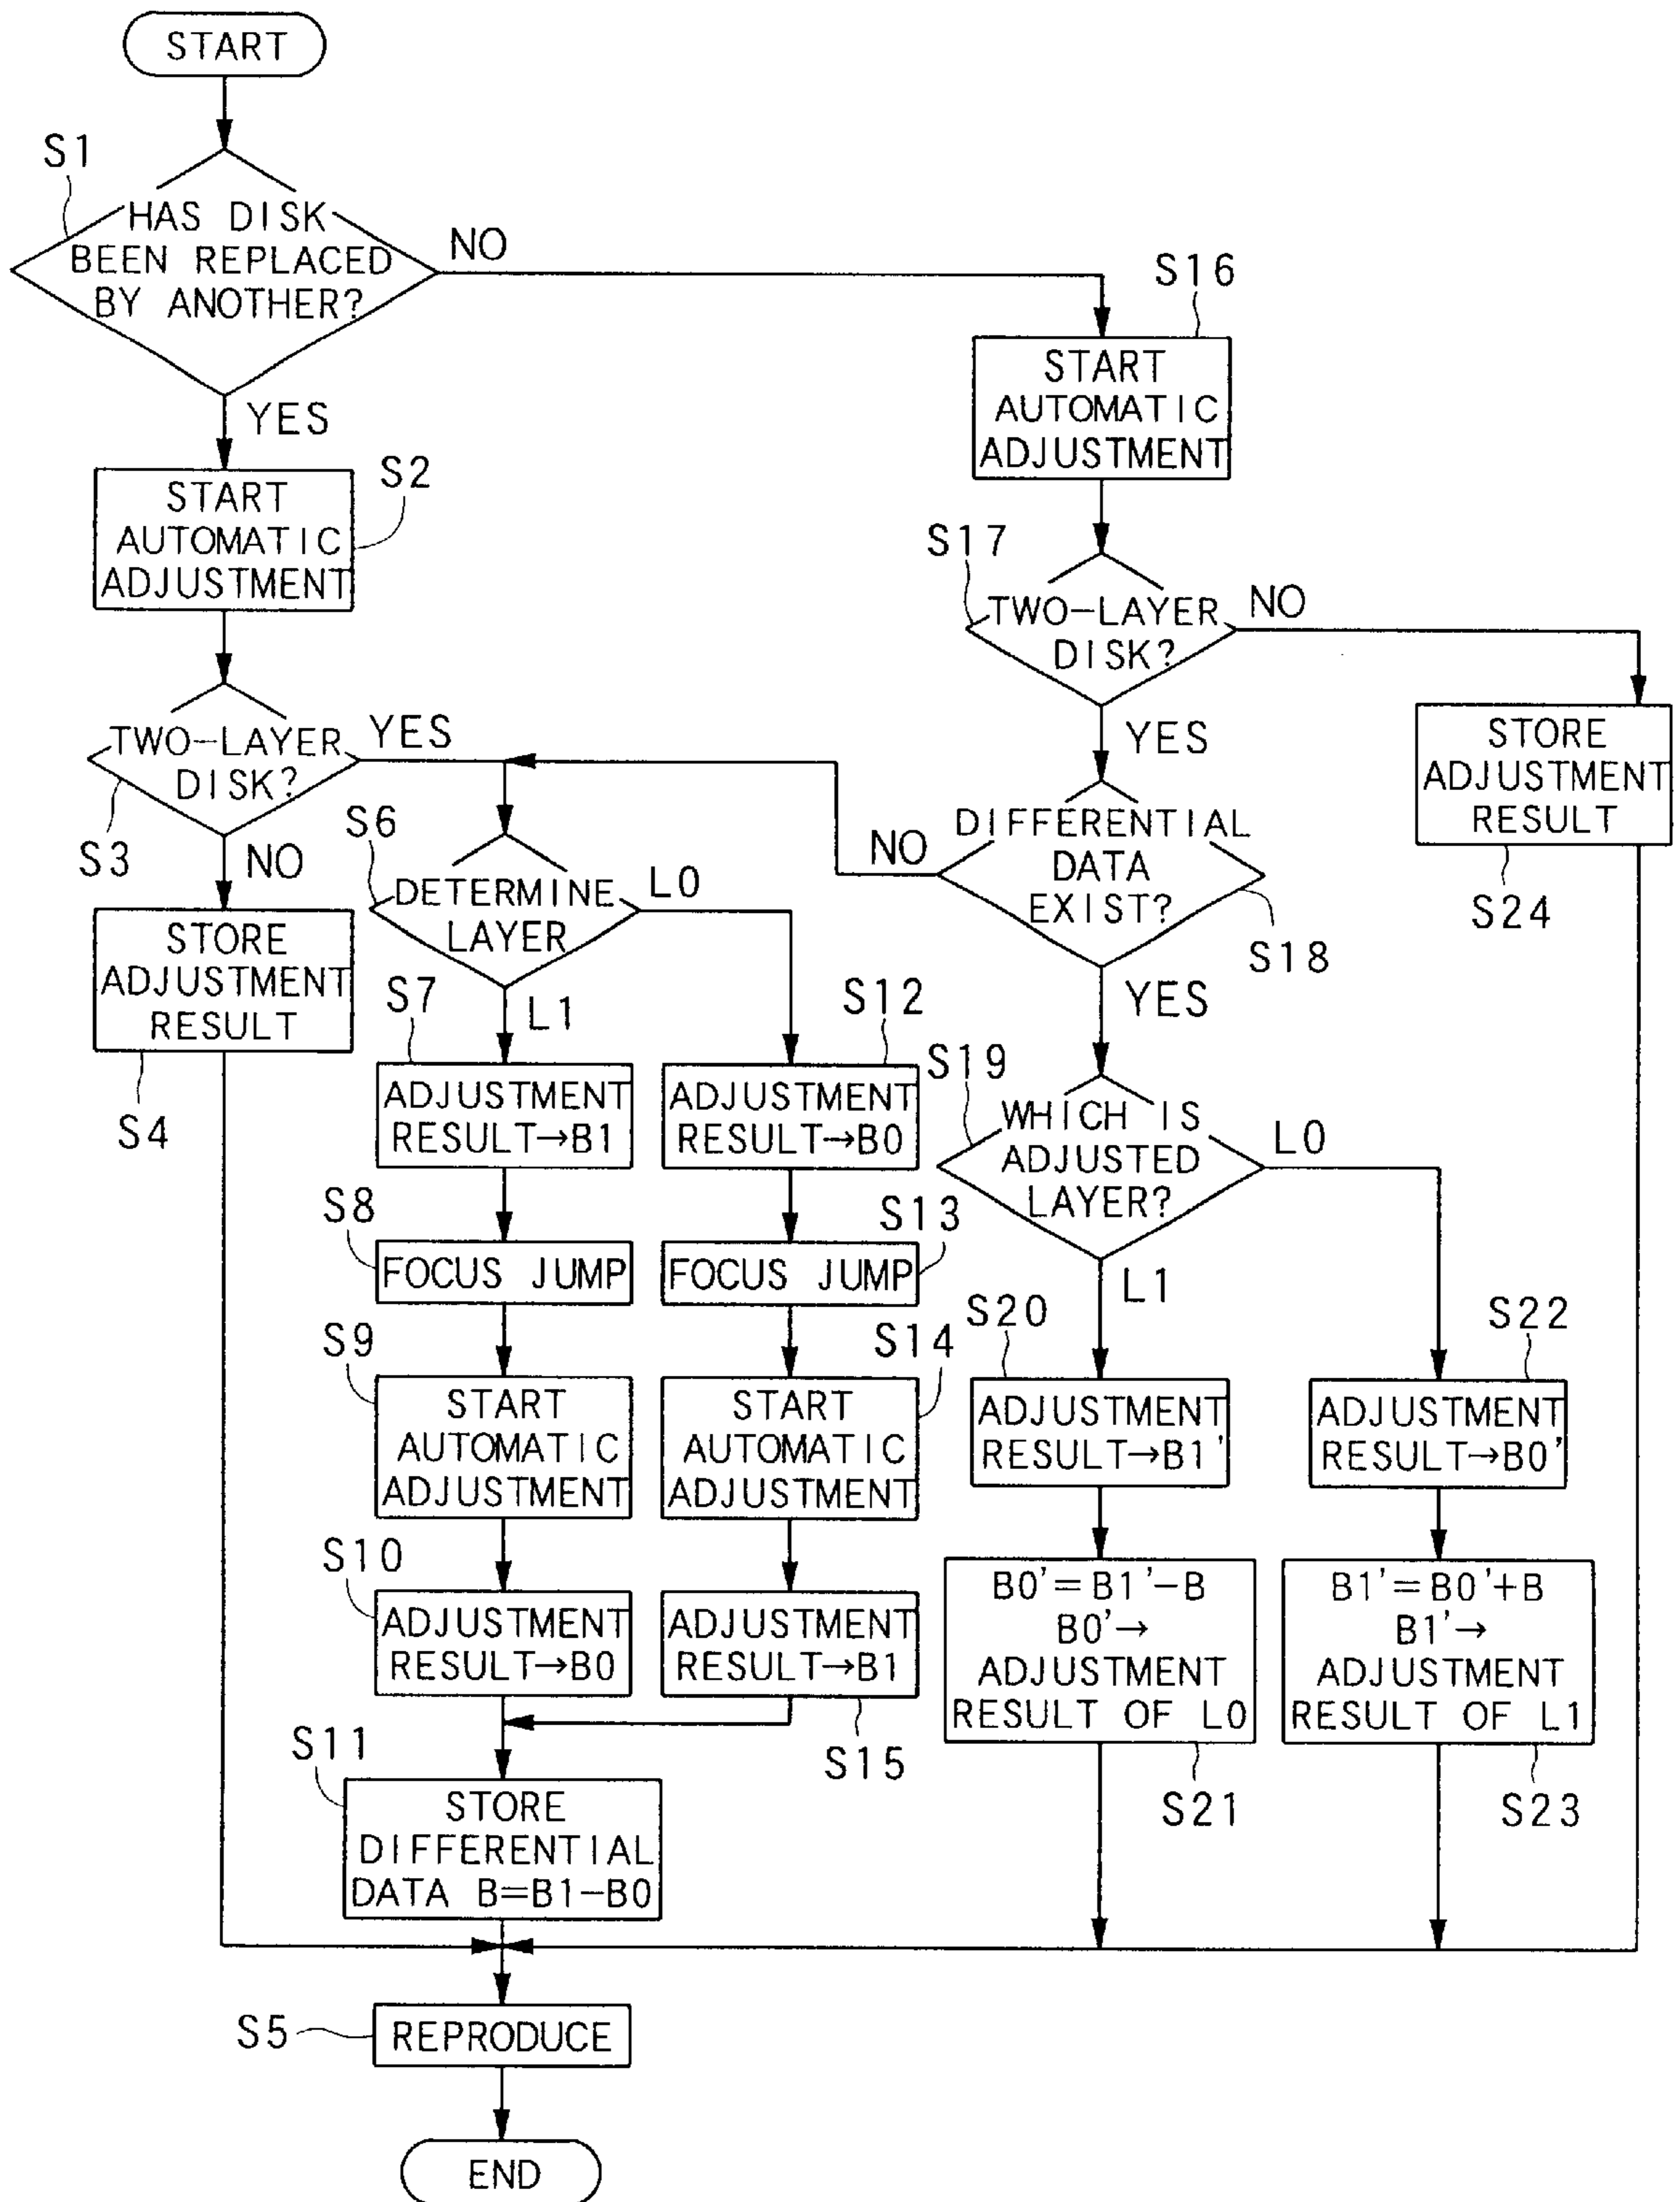 START
S1
HAS DISK
BEEN REPLACED
BY ANOTHER?
NO
YES
S2
START
AUTOMATIC
ADJUSTMENT
S3
TWO-LAYER
DISK?
YES
NO
STORE
ADJUSTMENT
RESULT
S4
S6
DETERMINE
LAYER
L0
L1
S7
ADJUSTMENT
RESULT→B1
S8
FOCUS JUMP
S9
START
AUTOMATIC
ADJUSTMENT
S10
ADJUSTMENT
RESULT→B0
S11
STORE
DIFFERENTIAL
DATA B=B1-B0
S12
ADJUSTMENT
RESULT→B0
S13
FOCUS JUMP
S14
START
AUTOMATIC
ADJUSTMENT
ADJUSTMENT
RESULT→B1
S15
S16
START
AUTOMATIC
ADJUSTMENT
S17
TWO-LAYER
DISK?
NO
YES
DIFFERENTIAL
DATA
EXIST?
NO
S18
YES
S19
WHICH IS
ADJUSTED
LAYER?
L0
L1
S20
ADJUSTMENT
RESULT→B1'
B0'=B1'-B
B0'→
ADJUSTMENT
RESULT OF L0
S21
S22
ADJUSTMENT
RESULT→B0'
B1'=B0'+B
B1'→
ADJUSTMENT
RESULT OF L1
S23
STORE
ADJUSTMENT
RESULT
S24
S5
REPRODUCE
END